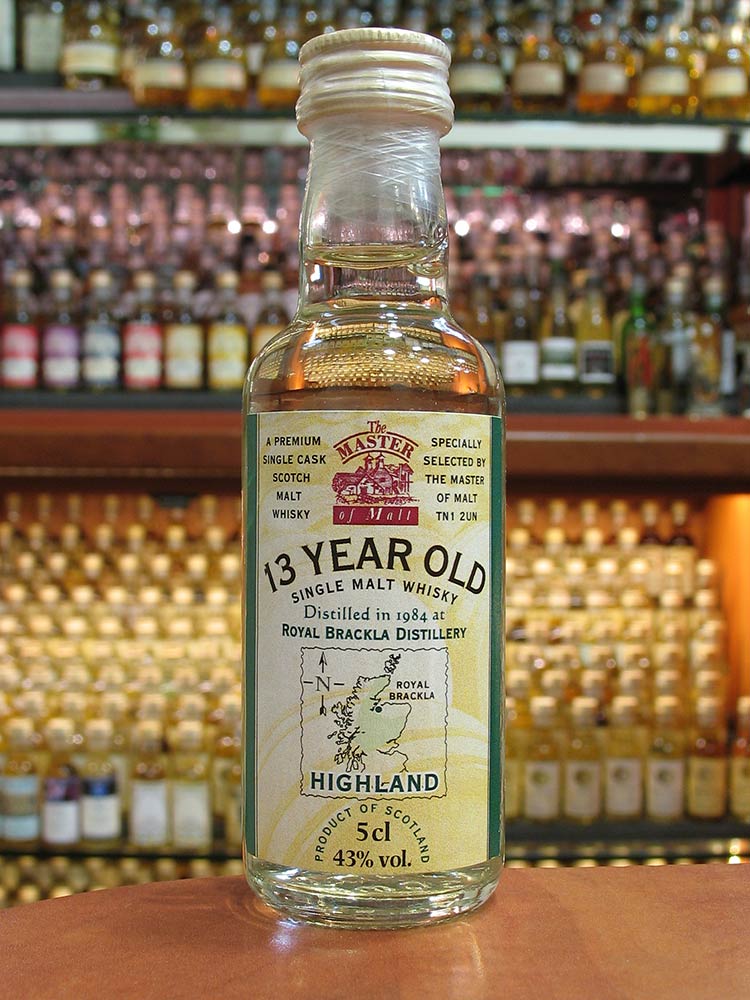 A PREMIUM
SINGLE CASK
SCOTCH
MALT
WHISKY
The
MASTER
of Malt
SPECIALLY
SELECTED BY
THE MASTER
OF MALT
TN1 2UN
13 YEAR OLD
SINGLE MALT WHISKY
Distilled in 1984 at
ROYAL BRACKLA DISTILLERY
N
ROYAL
BRACKLA
HIGHLAND
PRODUCT OF SCOTLAND
5cl
43% vol.